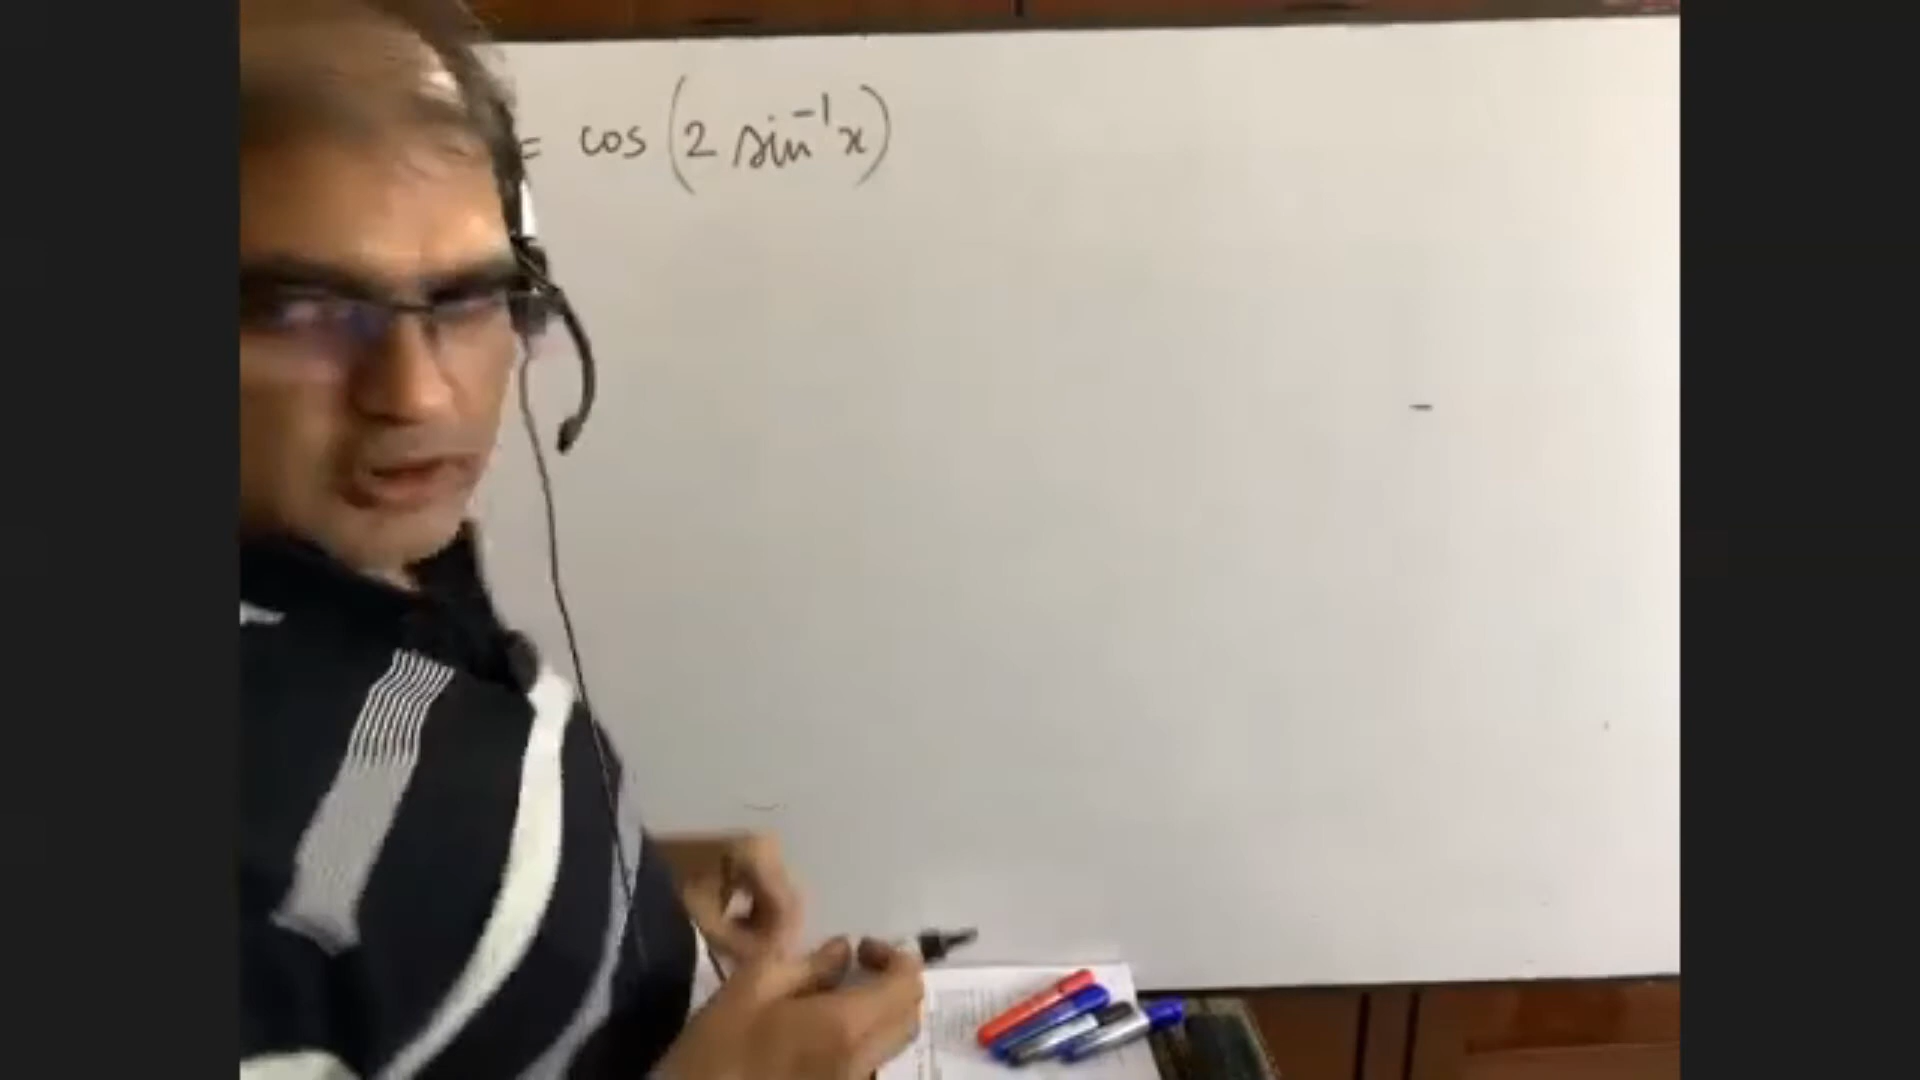 = cos (2 sin⁻¹x)